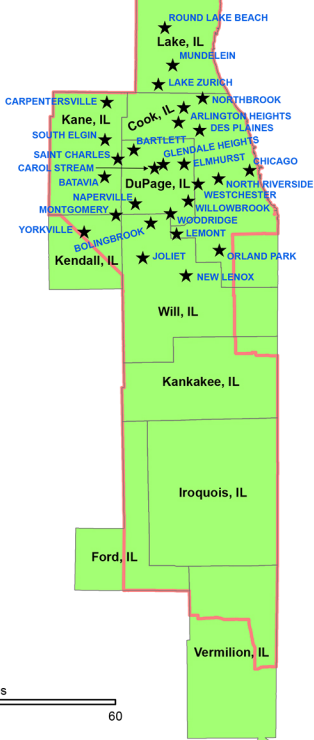 ROUND LAKE BEACH
Lake, IL
MUNDELEIN
LAKE ZURICH
CARPENTERSVILLE
NORTHBROOK
Kane, IL
Cook, IL
ARLINGTON HEIGHTS
DES PLAINES
SOUTH ELGIN
BARTLETT
GLENDALE HEIGHTS
SAINT CHARLES
ELMHURST
CHICAGO
CAROL STREAM
BATAVIA
DuPage, IL
NORTH RIVERSIDE
WESTCHESTER
NAPERVILLE
WILLOWBROOK
MONTGOMERY
WOODRIDGE
YORKVILLE
BOLINGBROOK
LEMONT
Kendall, IL
JOLIET
ORLAND PARK
NEW LENOX
Will, IL
Kankakee, IL
Iroquois, IL
Ford, IL
Vermilion, IL
s
60